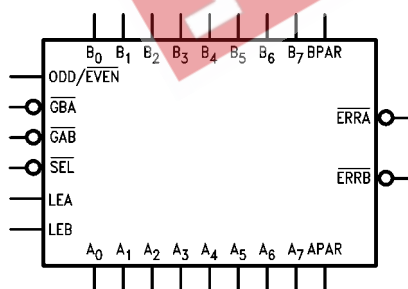 B0 B1 B2 B3 B4 B5 B6 B7 BPAR
ODD/EVEN
GBA
GAB
SEL
LEA
LEB
ERRA
ERRB
A0 A1 A2 A3 A4 A5 A6 A7 APAR